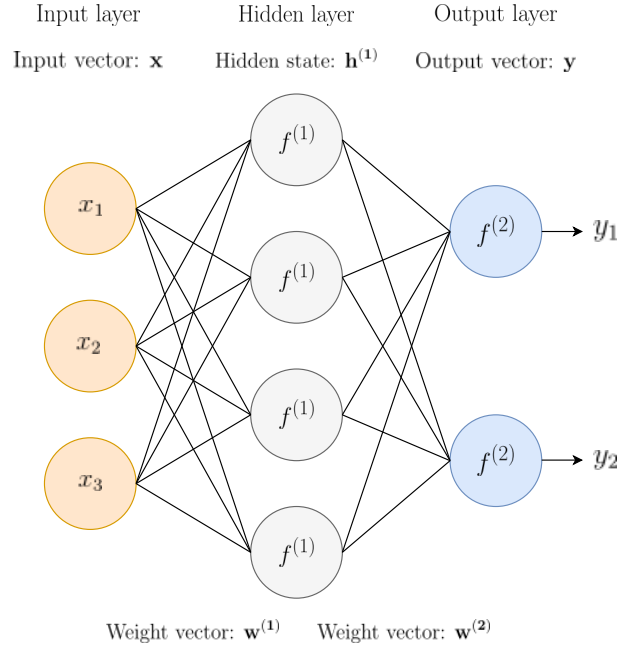 Input layer Hidden layer Output layer
Input vector: x Hidden state: h⁽¹⁾ Output vector: y
f⁽¹⁾
x₁
f⁽²⁾ y₁
f⁽¹⁾
x₂
f⁽¹⁾
f⁽²⁾ y₂
x₃
f⁽¹⁾
Weight vector: w⁽¹⁾ Weight vector: w⁽²⁾